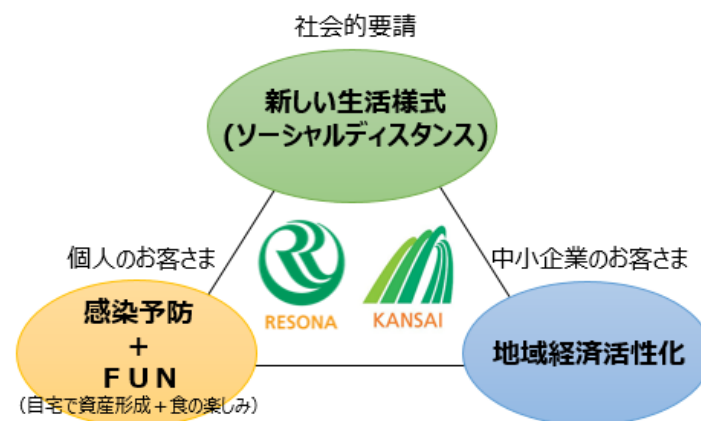 社会的要請
新しい生活様式
(ソーシャルディスタンス)
個人のお客さま
中小企業のお客さま
RESONA
KANSAI
感染予防
+
FUN
(自宅で資産形成+食の楽しみ)
地域経済活性化